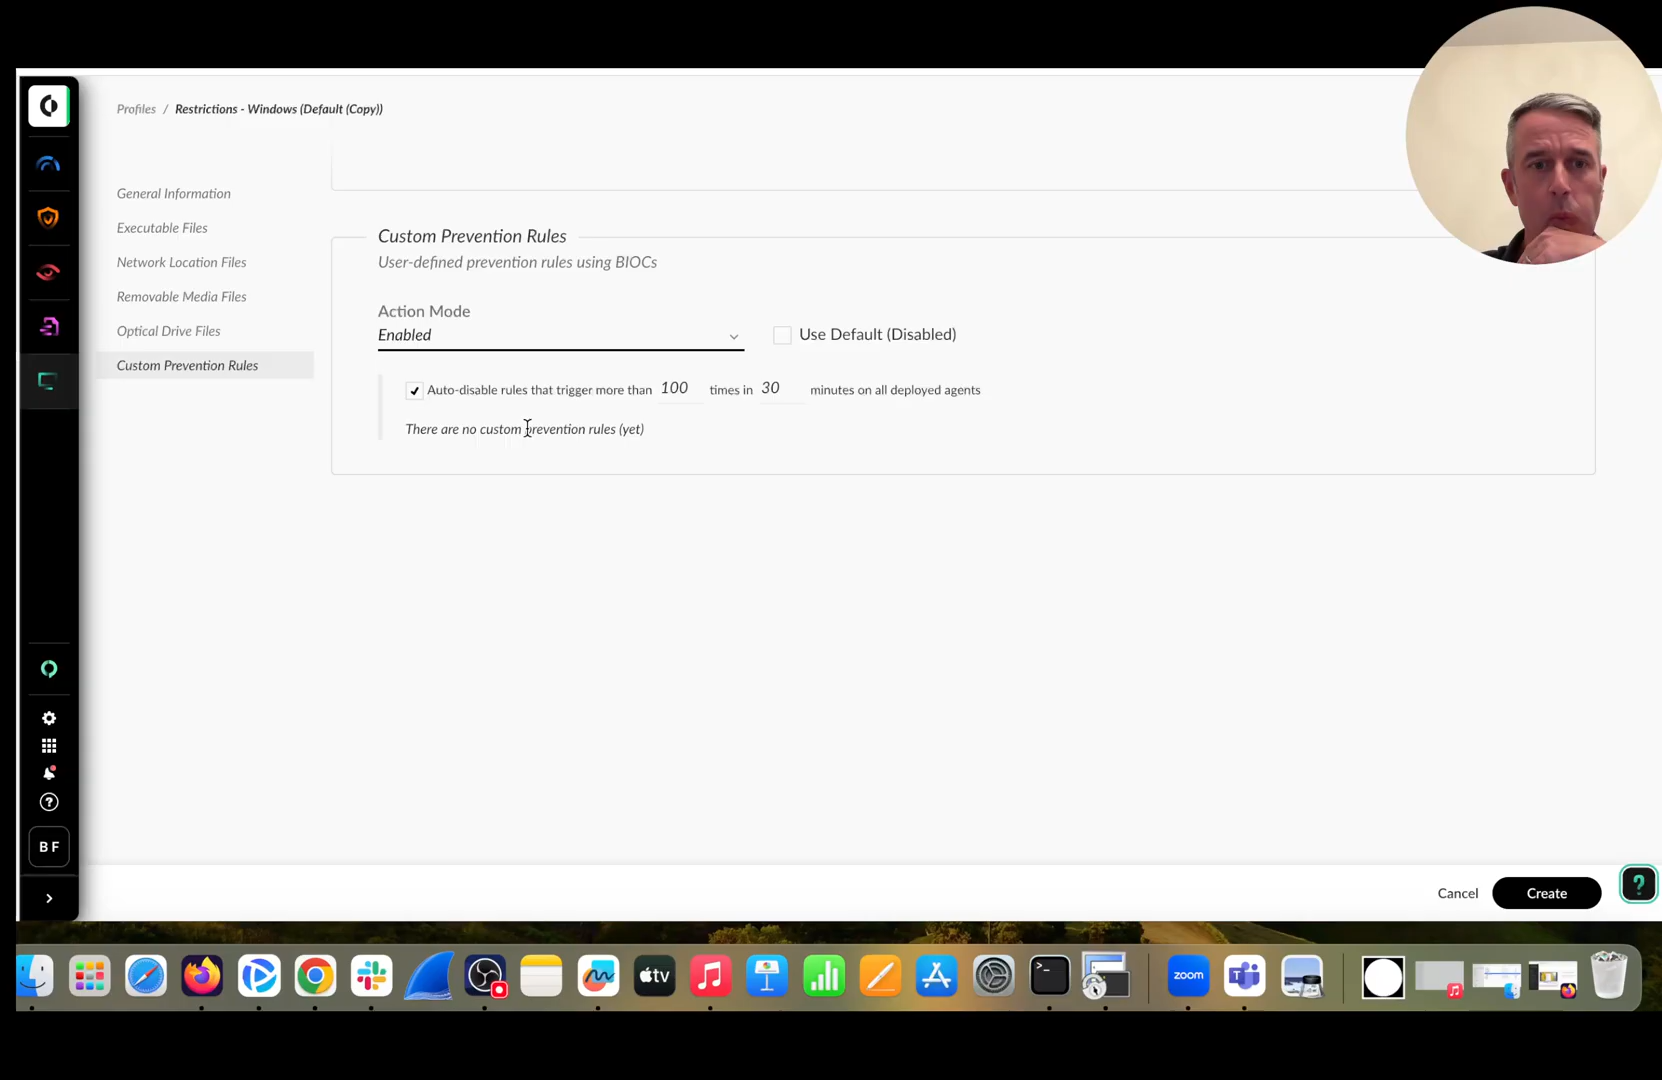 Profiles / Restrictions - Windows (Default (Copy))
General Information
Executable Files
Network Location Files
Removable Media Files
Optical Drive Files
Custom Prevention Rules
Custom Prevention Rules
User-defined prevention rules using BIOCs
Action Mode
Enabled
Use Default (Disabled)
Auto-disable rules that trigger more than 100 times in 30 minutes on all deployed agents
There are no custom prevention rules (yet)
B F
Cancel
Create
?
tv
zoom